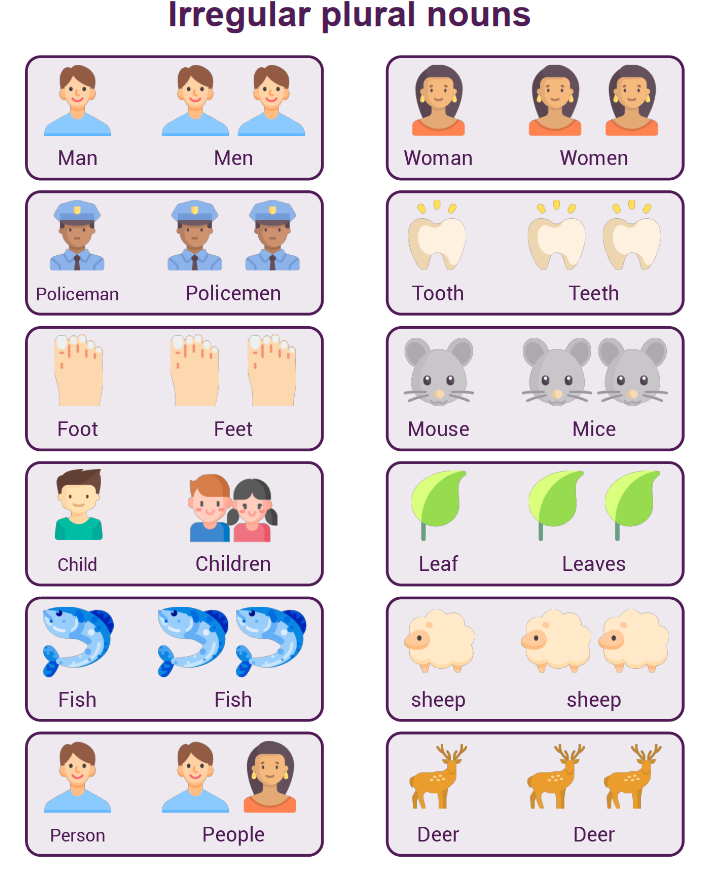 Irregular plural nouns
Man Men
Woman Women
Policeman Policemen
Tooth Teeth
Foot Feet
Mouse Mice
Child Children
Leaf Leaves
Fish Fish
sheep sheep
Person People
Deer Deer